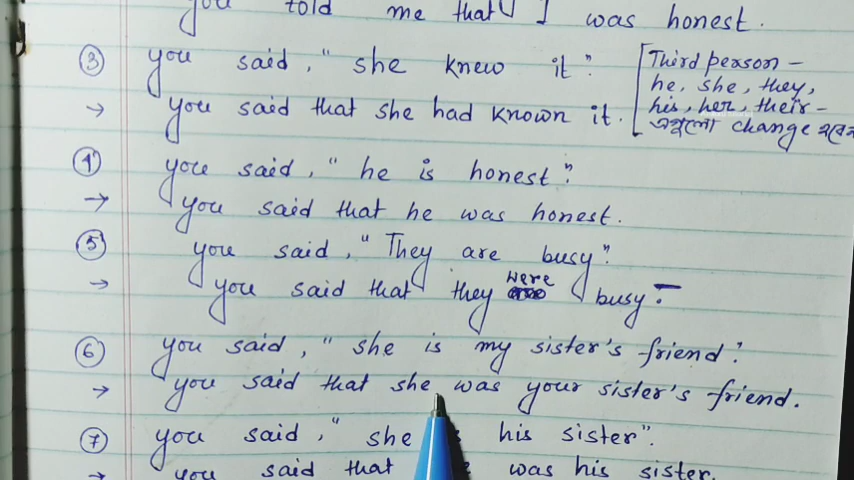 you told me that I was honest.
③ you said, "she knew it".
→ you said that she had known it.
[Third person –
he, she, they,
his, her, their –
এগুলো change
④ you said, "he is honest".
→ you said that he was honest.
⑤ you said, "They are busy".
→ you said that they were busy.
⑥ you said, "she is my sister's friend".
→ you said that she was your sister's friend.
⑦ you said, "she his sister".
→ you said that was his sister.